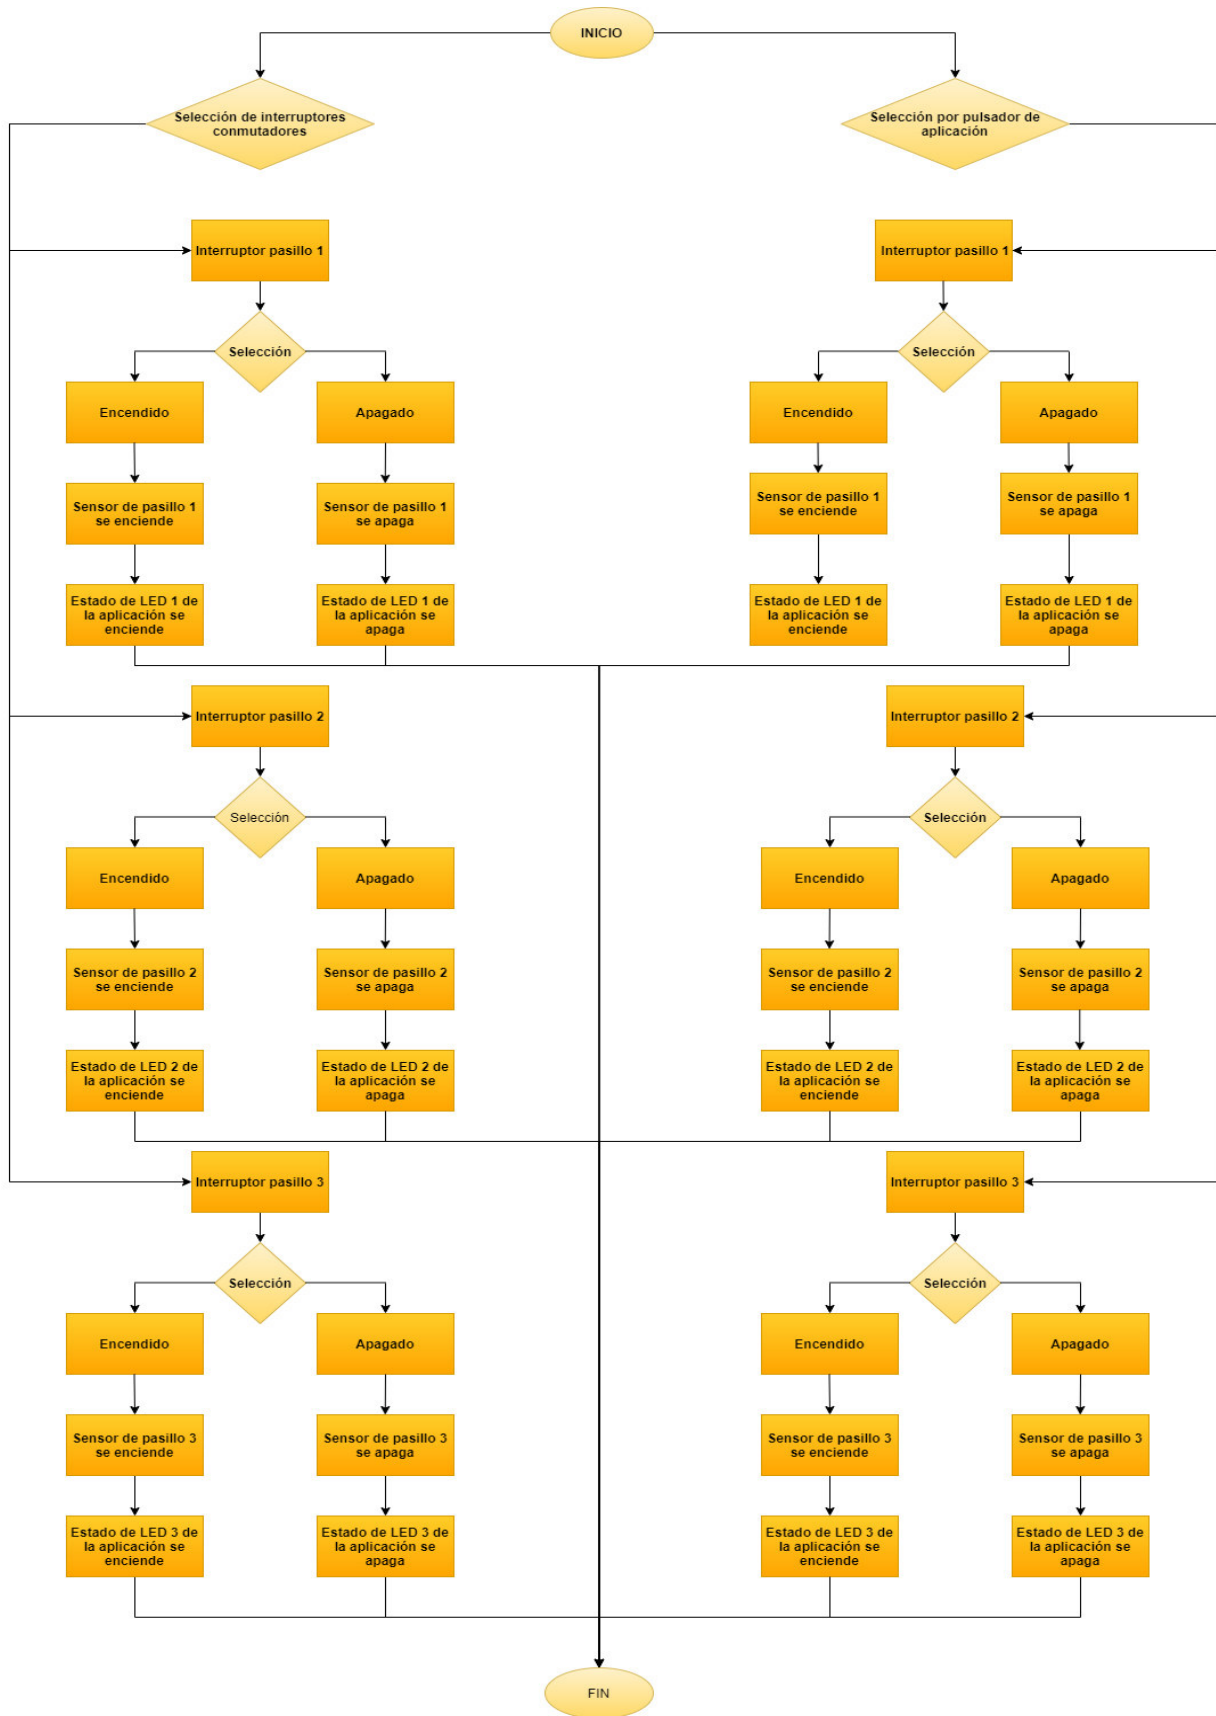 INICIO
Selección de interruptores
conmutadores
Selección por pulsador de
aplicación
Interruptor pasillo 1
Interruptor pasillo 1
Selección
Selección
Encendido
Apagado
Encendido
Apagado
Sensor de pasillo 1
se enciende
Sensor de pasillo 1
se apaga
Sensor de pasillo 1
se enciende
Sensor de pasillo 1
se apaga
Estado de LED 1 de
la aplicación se
enciende
Estado de LED 1 de
la aplicación se
apaga
Estado de LED 1 de
la aplicación se
enciende
Estado de LED 1 de
la aplicación se
apaga
Interruptor pasillo 2
Interruptor pasillo 2
Selección
Selección
Encendido
Apagado
Encendido
Apagado
Sensor de pasillo 2
se enciende
Sensor de pasillo 2
se apaga
Sensor de pasillo 2
se enciende
Sensor de pasillo 2
se apaga
Estado de LED 2 de
la aplicación se
enciende
Estado de LED 2 de
la aplicación se
apaga
Estado de LED 2 de
la aplicación se
enciende
Estado de LED 2 de
la aplicación se
apaga
Interruptor pasillo 3
Interruptor pasillo 3
Selección
Selección
Encendido
Apagado
Encendido
Apagado
Sensor de pasillo 3
se enciende
Sensor de pasillo 3
se apaga
Sensor de pasillo 3
se enciende
Sensor de pasillo 3
se apaga
Estado de LED 3 de
la aplicación se
enciende
Estado de LED 3 de
la aplicación se
apaga
Estado de LED 3 de
la aplicación se
enciende
Estado de LED 3 de
la aplicación se
apaga
FIN